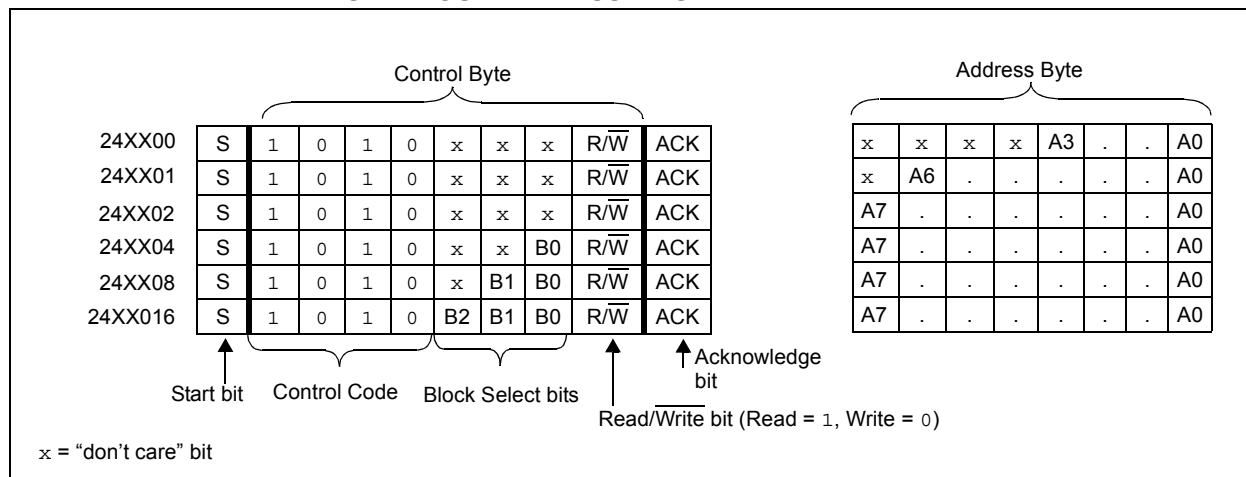 Control Byte
Address Byte
24XX00 S 1 0 1 0 x x x R/W̅ ACK x x x x A3 . . A0
24XX01 S 1 0 1 0 x x x R/W̅ ACK x A6 . . . . . A0
24XX02 S 1 0 1 0 x x x R/W̅ ACK A7 . . . . . . A0
24XX04 S 1 0 1 0 x x B0 R/W̅ ACK A7 . . . . . . A0
24XX08 S 1 0 1 0 x B1 B0 R/W̅ ACK A7 . . . . . . A0
24XX016 S 1 0 1 0 B2 B1 B0 R/W̅ ACK A7 . . . . . . A0
Start bit
Control Code
Block Select bits
Acknowledge
bit
Read/W̅r̅i̅t̅e̅ bit (Read = 1, Write = 0)
x = “don’t care” bit